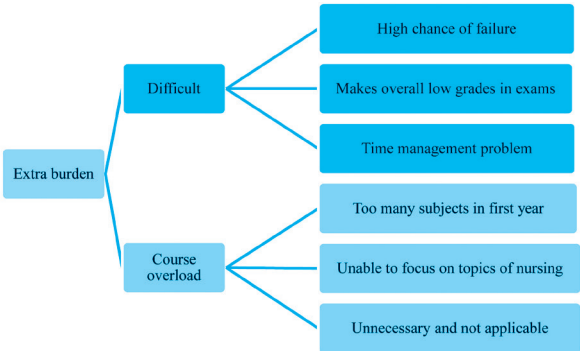 Extra burden
Difficult
High chance of failure
Makes overall low grades in exams
Time management problem
Course
overload
Too many subjects in first year
Unable to focus on topics of nursing
Unnecessary and not applicable